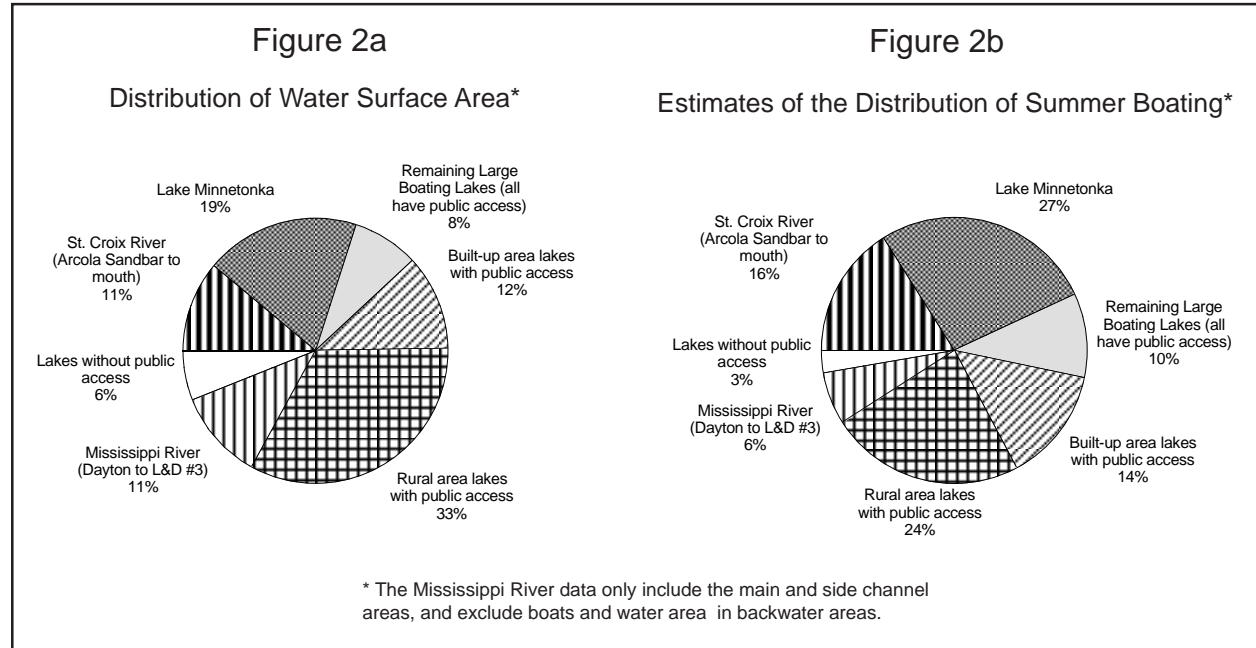 Figure 2a
Distribution of Water Surface Area*
Lake Minnetonka
19%
Remaining Large
Boating Lakes (all
have public access)
8%
Built-up area lakes
with public access
12%
Rural area lakes
with public access
33%
Mississippi River
(Dayton to L&D #3)
11%
Lakes without public
access
6%
St. Croix River
(Arcola Sandbar to
mouth)
11%
Figure 2b
Estimates of the Distribution of Summer Boating*
Lake Minnetonka
27%
Remaining Large
Boating Lakes (all
have public access)
10%
Built-up area lakes
with public access
14%
Rural area lakes
with public access
24%
Mississippi River
(Dayton to L&D #3)
6%
Lakes without public
access
3%
St. Croix River
(Arcola Sandbar to
mouth)
16%
* The Mississippi River data only include the main and side channel
areas, and exclude boats and water area in backwater areas.